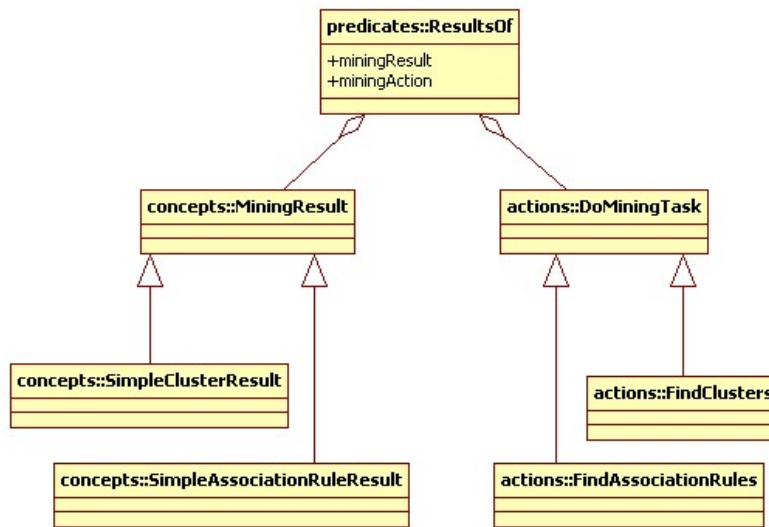 predicates::ResultsOf
+miningResult
+miningAction
concepts::MiningResult
actions::DoMiningTask
concepts::SimpleClusterResult
actions::FindClusters
concepts::SimpleAssociationRuleResult
actions::FindAssociationRules